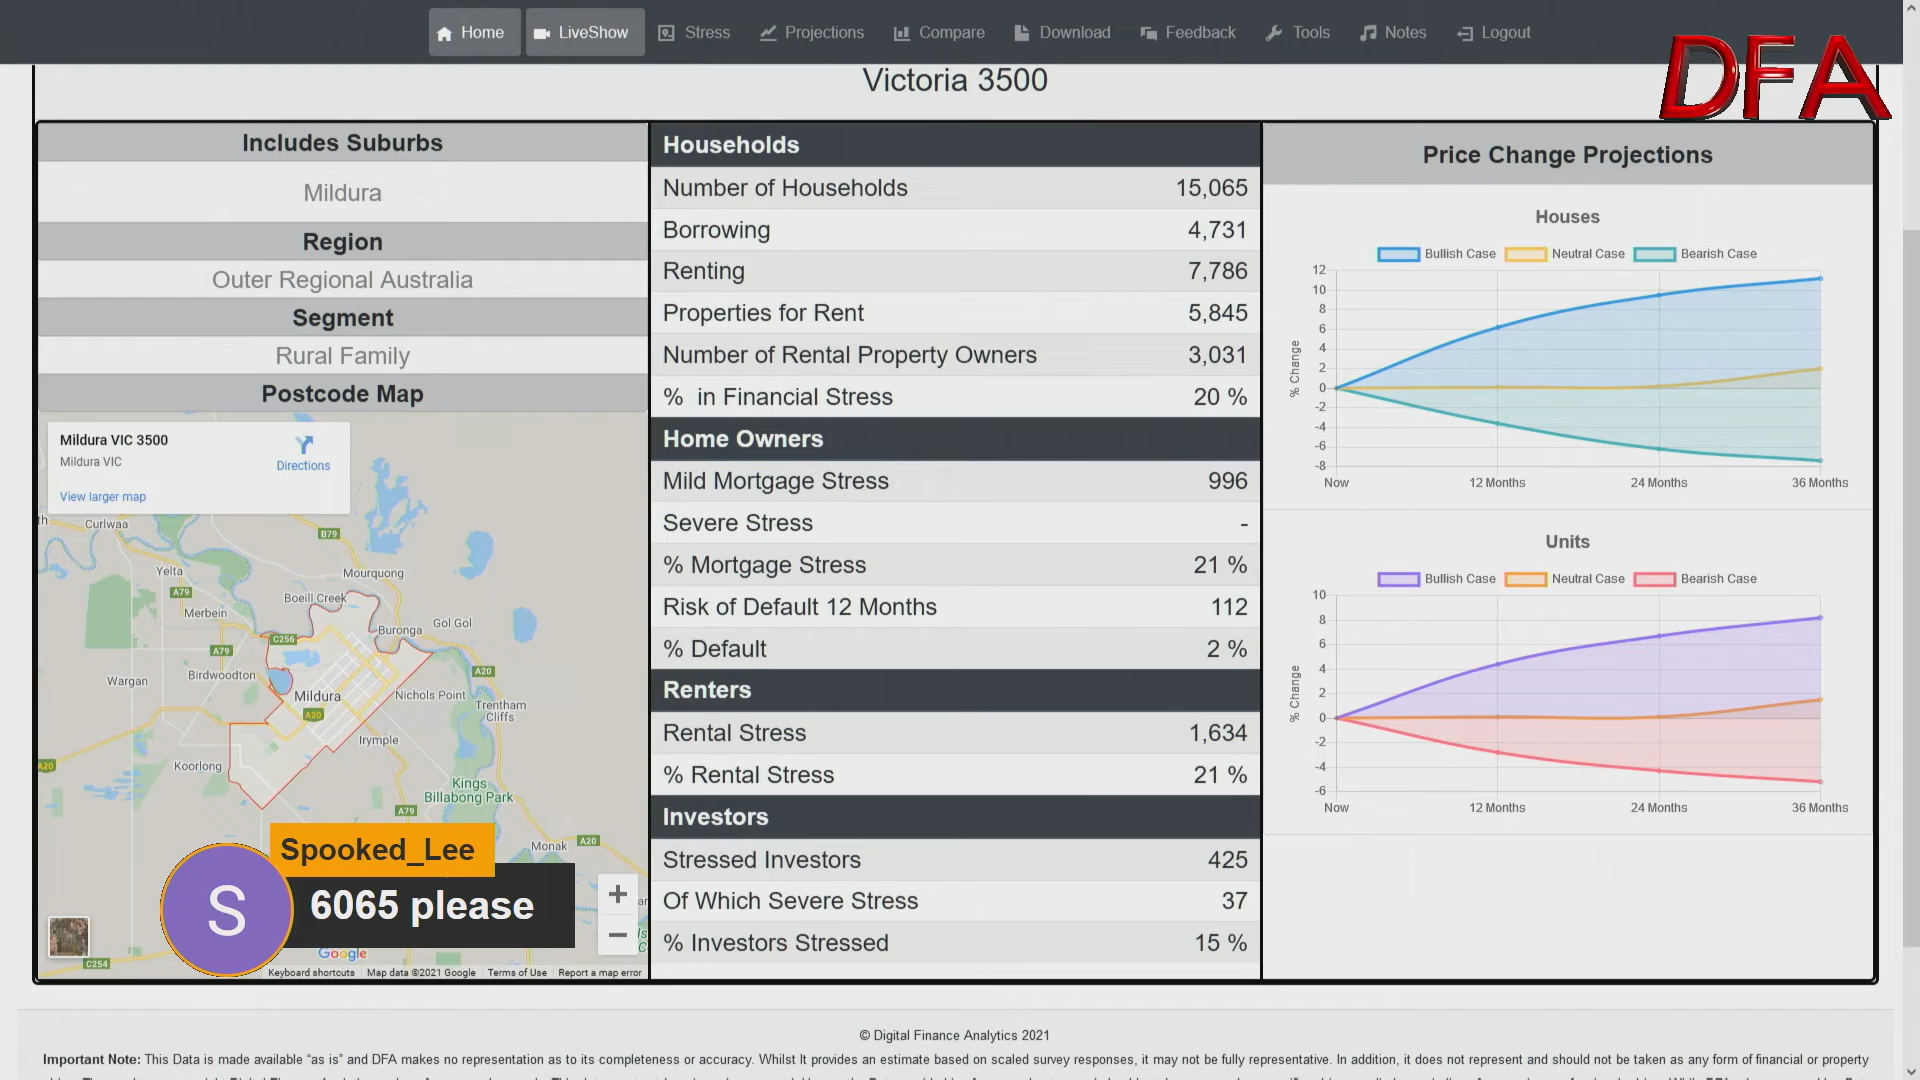 Home LiveShow Stress Projections Compare Download Feedback Tools Notes Logout
DFA
Victoria 3500
Includes Suburbs
Mildura
Region
Outer Regional Australia
Segment
Rural Family
Postcode Map
Mildura VIC 3500
Mildura VIC
Directions
View larger map
Curlwaa
B79
Yelta
Mourquong
A79
Boeill Creek
Merbein
Gol Gol
Buronga
C256
A79
A20
Birdwoodton
Wargan
Mildura
Nichols Point
Trentham
Cliffs
A20
Irymple
Koorlong
A20
Kings
Billabong Park
A79
Monak
A20
C254
Spooked_Lee
S
6065 please
+
−
Google
Keyboard shortcuts Map data ©2021 Google Terms of Use Report a map error
Households
Number of Households 15,065
Borrowing 4,731
Renting 7,786
Properties for Rent 5,845
Number of Rental Property Owners 3,031
% in Financial Stress 20 %
Home Owners
Mild Mortgage Stress 996
Severe Stress -
% Mortgage Stress 21 %
Risk of Default 12 Months 112
% Default 2 %
Renters
Rental Stress 1,634
% Rental Stress 21 %
Investors
Stressed Investors 425
Of Which Severe Stress 37
% Investors Stressed 15 %
Price Change Projections
Houses
Bullish Case Neutral Case Bearish Case
% Change
12
10
8
6
4
2
0
-2
-4
-6
-8
Now 12 Months 24 Months 36 Months
Units
Bullish Case Neutral Case Bearish Case
% Change
10
8
6
4
2
0
-2
-4
-6
Now 12 Months 24 Months 36 Months
© Digital Finance Analytics 2021
Important Note: This Data is made available “as is” and DFA makes no representation as to its completeness or accuracy. Whilst It provides an estimate based on scaled survey responses, it may not be fully representative. In addition, it does not represent and should not be taken as any form of financial or property